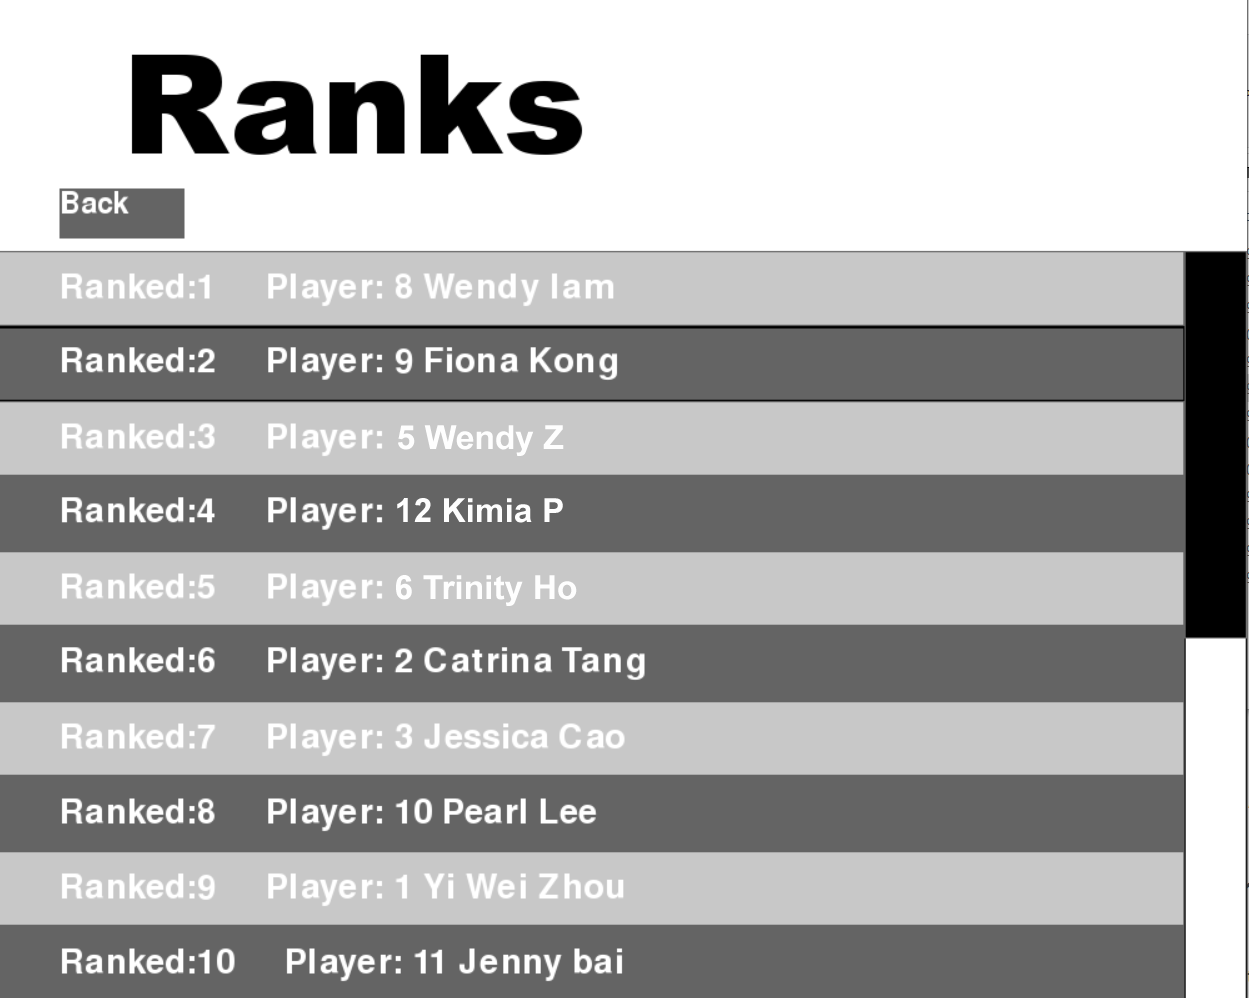 Ranks
Back
Ranked:1 Player: 8 Wendy lam
Ranked:2 Player: 9 Fiona Kong
Ranked:3 Player: 5 Wendy Z
Ranked:4 Player: 12 Kimia P
Ranked:5 Player: 6 Trinity Ho
Ranked:6 Player: 2 Catrina Tang
Ranked:7 Player: 3 Jessica Cao
Ranked:8 Player: 10 Pearl Lee
Ranked:9 Player: 1 Yi Wei Zhou
Ranked:10 Player: 11 Jenny bai